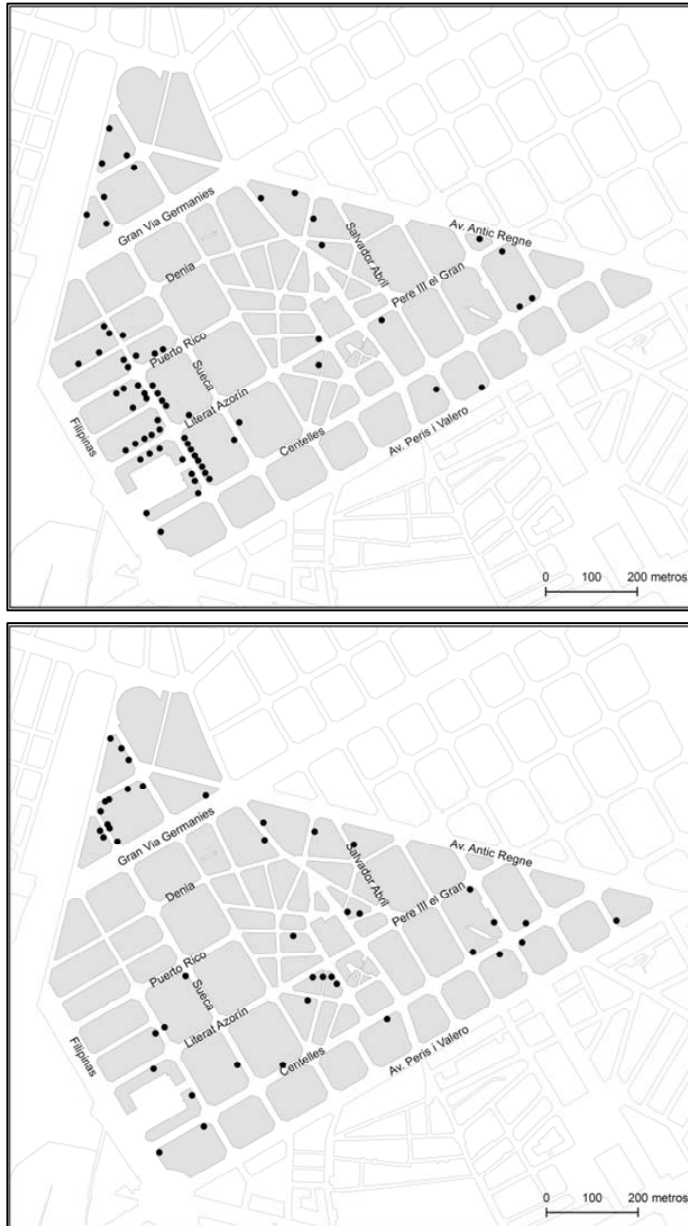 Av. Antic Regne
Gran Via Germanies
Salvador Abril
Denia
Pere III el Gran
Puerto Rico
Sueca
Literat Azorín
Filipinas
Centelles
Av. Peris i Valero
0 100 200 metros
Av. Antic Regne
Gran Via Germanies
Salvador Abril
Denia
Pere III el Gran
Puerto Rico
Sueca
Literat Azorín
Filipinas
Centelles
Av. Peris i Valero
0 100 200 metros